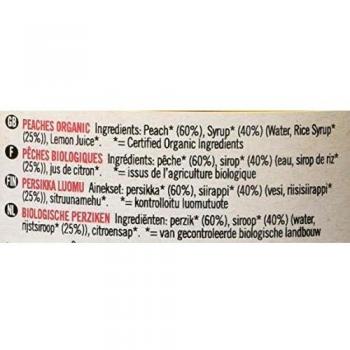 GB PEACHES ORGANIC Ingredients: Peach* (60%), Syrup* (40%) (Water, Rice Syrup*
(25%)), Lemon Juice*. *= Certified Organic Ingredients
F PÊCHES BIOLOGIQUES Ingrédients: pêche* (60%), sirop* (40%) (eau, sirop de riz*
(25%)), jus de citron*. *= issus de l'agriculture biologique
FIN PERSIKKA LUOMU Ainekset: persikka* (60%), siirappi* (40%) (vesi, riisisiirappi*
(25%)), sitruunamehu*. *= kontrolloitu luomutuote
NL BIOLOGISCHE PERZIKEN Ingrediënten: perzik* (60%), siroop* (40%) (water,
rijstsiroop* (25%)), citroensap*. *= van gecontroleerde biologische landbouw